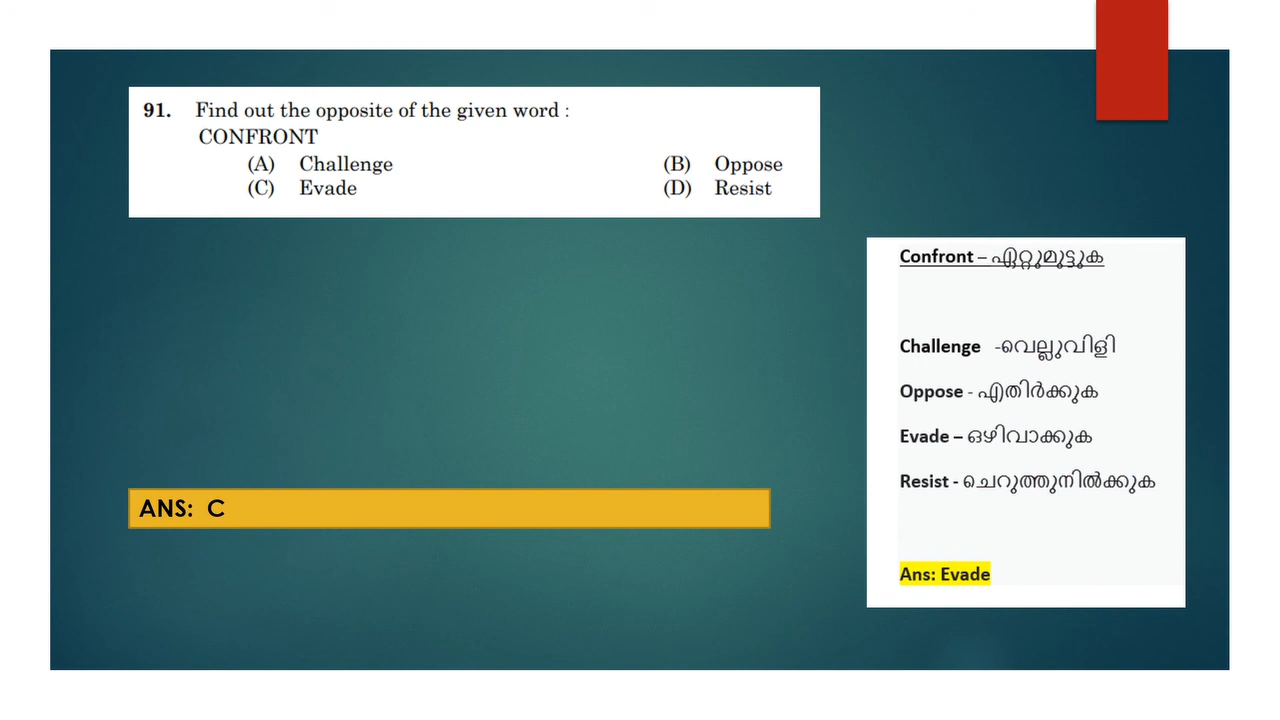 91. Find out the opposite of the given word :
CONFRONT
(A) Challenge (B) Oppose
(C) Evade (D) Resist
Confront – ഏറ്റുമുട്ടുക
Challenge -വെല്ലുവിളി
Oppose - എതിർക്കുക
Evade – ഒഴിവാക്കുക
Resist - ചെറുത്തുനിൽക്കുക
ANS: C
Ans: Evade